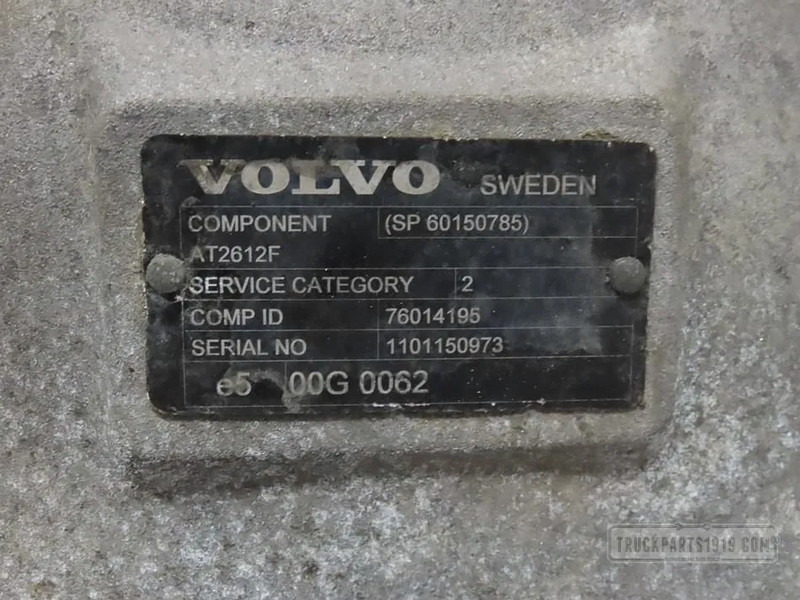 VOLVO SWEDEN
COMPONENT (SP 60150785)
AT2612F
SERVICE CATEGORY 2
COMP ID 76014195
SERIAL NO 1101150973
e5 00G 0062
TRUCKPARTS1919.COM